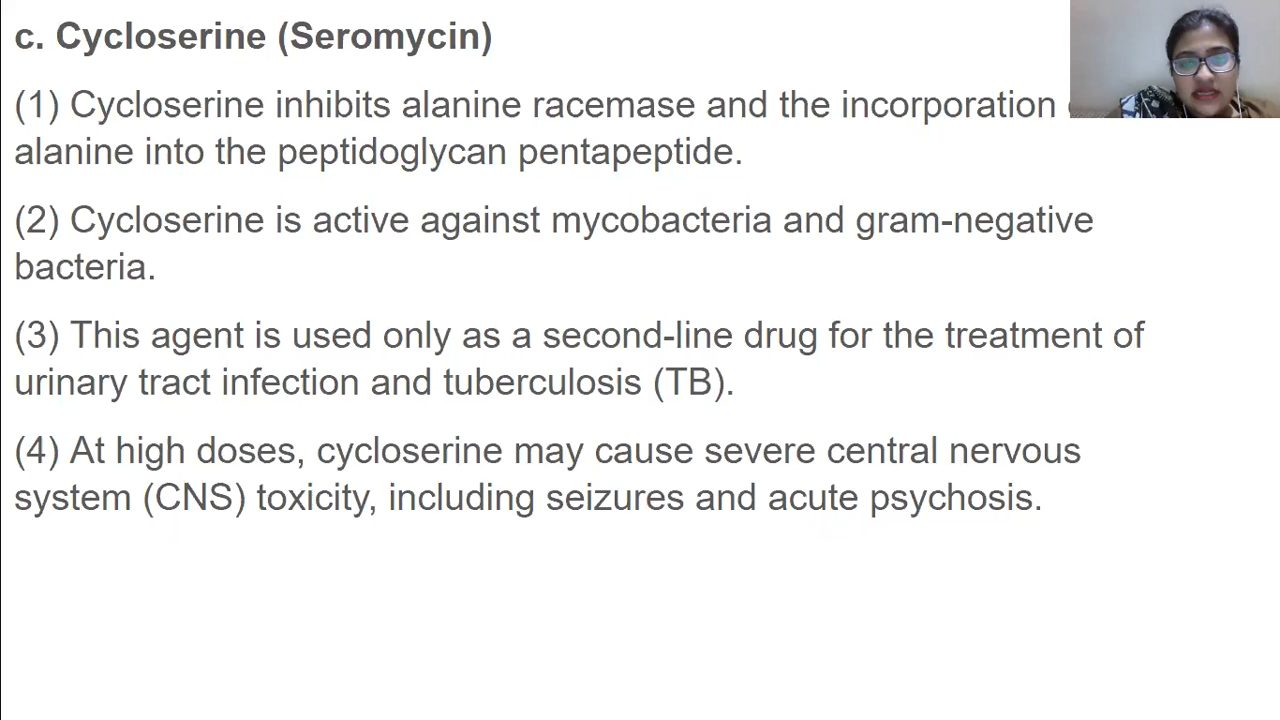 c. Cycloserine (Seromycin)
(1) Cycloserine inhibits alanine racemase and the incorporation
alanine into the peptidoglycan pentapeptide.
(2) Cycloserine is active against mycobacteria and gram-negative
bacteria.
(3) This agent is used only as a second-line drug for the treatment of
urinary tract infection and tuberculosis (TB).
(4) At high doses, cycloserine may cause severe central nervous
system (CNS) toxicity, including seizures and acute psychosis.